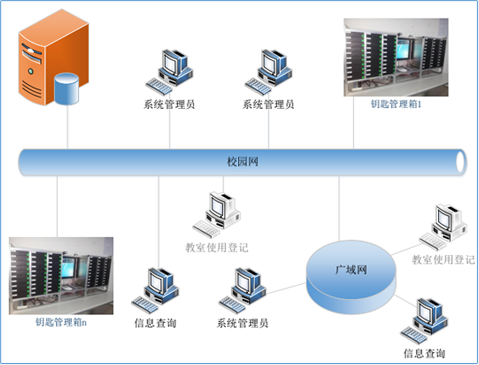 系统管理员
系统管理员
钥匙管理箱1
校园网
教室使用登记
教室使用登记
广域网
钥匙管理箱n
信息查询
系统管理员
信息查询